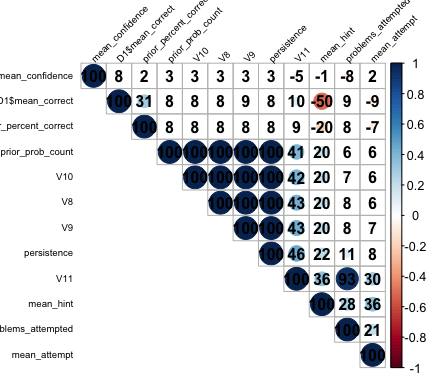 mean_confidence
D1$mean_correct
prior_percent_correct
prior_prob_count
V10
V8
V9
persistence
V11
mean_hint
problems_attempted
mean_attempt
mean_confidence 100 8 2 3 3 3 3 3 -5 -1 -8 2
D1$mean_correct 100 31 8 8 8 9 8 10 -50 9 -9
r_percent_correct 100 8 8 8 8 8 9 -20 8 -7
prior_prob_count 100 100 100 100 100 41 20 6 6
V10 100 100 100 100 42 20 7 6
V8 100 100 100 43 20 8 6
V9 100 100 43 20 8 7
persistence 100 46 22 11 8
V11 100 36 93 30
mean_hint 100 28 36
blems_attempted 100 21
mean_attempt 100
1
0.8
0.6
0.4
0.2
0
-0.2
-0.4
-0.6
-0.8
-1